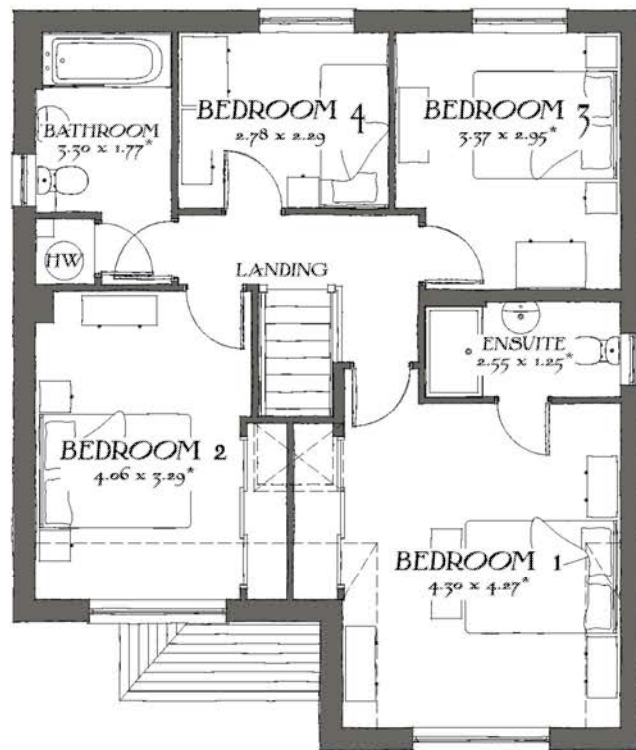 BEDROOM 4
2.78 x 2.29
BEDROOM 3
3.37 x 2.95*
BATHROOM
3.30 x 1.77*
HW
LANDING
ENSUITE
2.55 x 1.25*
BEDROOM 2
4.06 x 3.29*
BEDROOM 1
4.30 x 4.27*